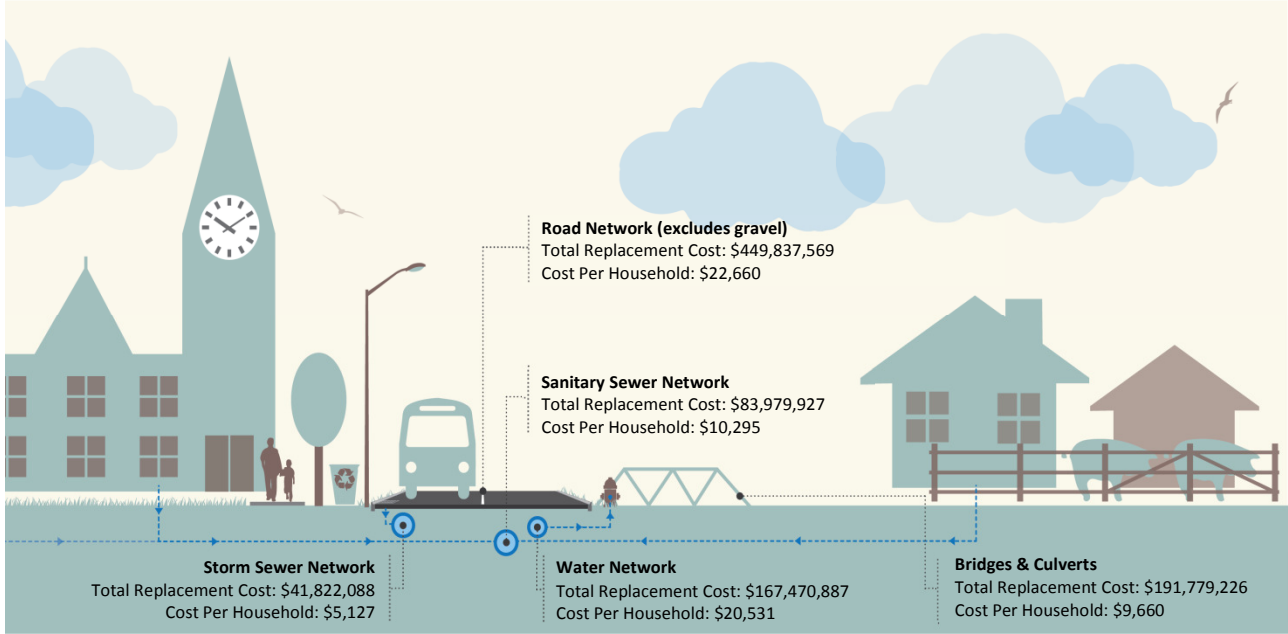 Road Network (excludes gravel)
Total Replacement Cost: $449,837,569
Cost Per Household: $22,660
Sanitary Sewer Network
Total Replacement Cost: $83,979,927
Cost Per Household: $10,295
Storm Sewer Network
Total Replacement Cost: $41,822,088
Cost Per Household: $5,127
Water Network
Total Replacement Cost: $167,470,887
Cost Per Household: $20,531
Bridges & Culverts
Total Replacement Cost: $191,779,226
Cost Per Household: $9,660